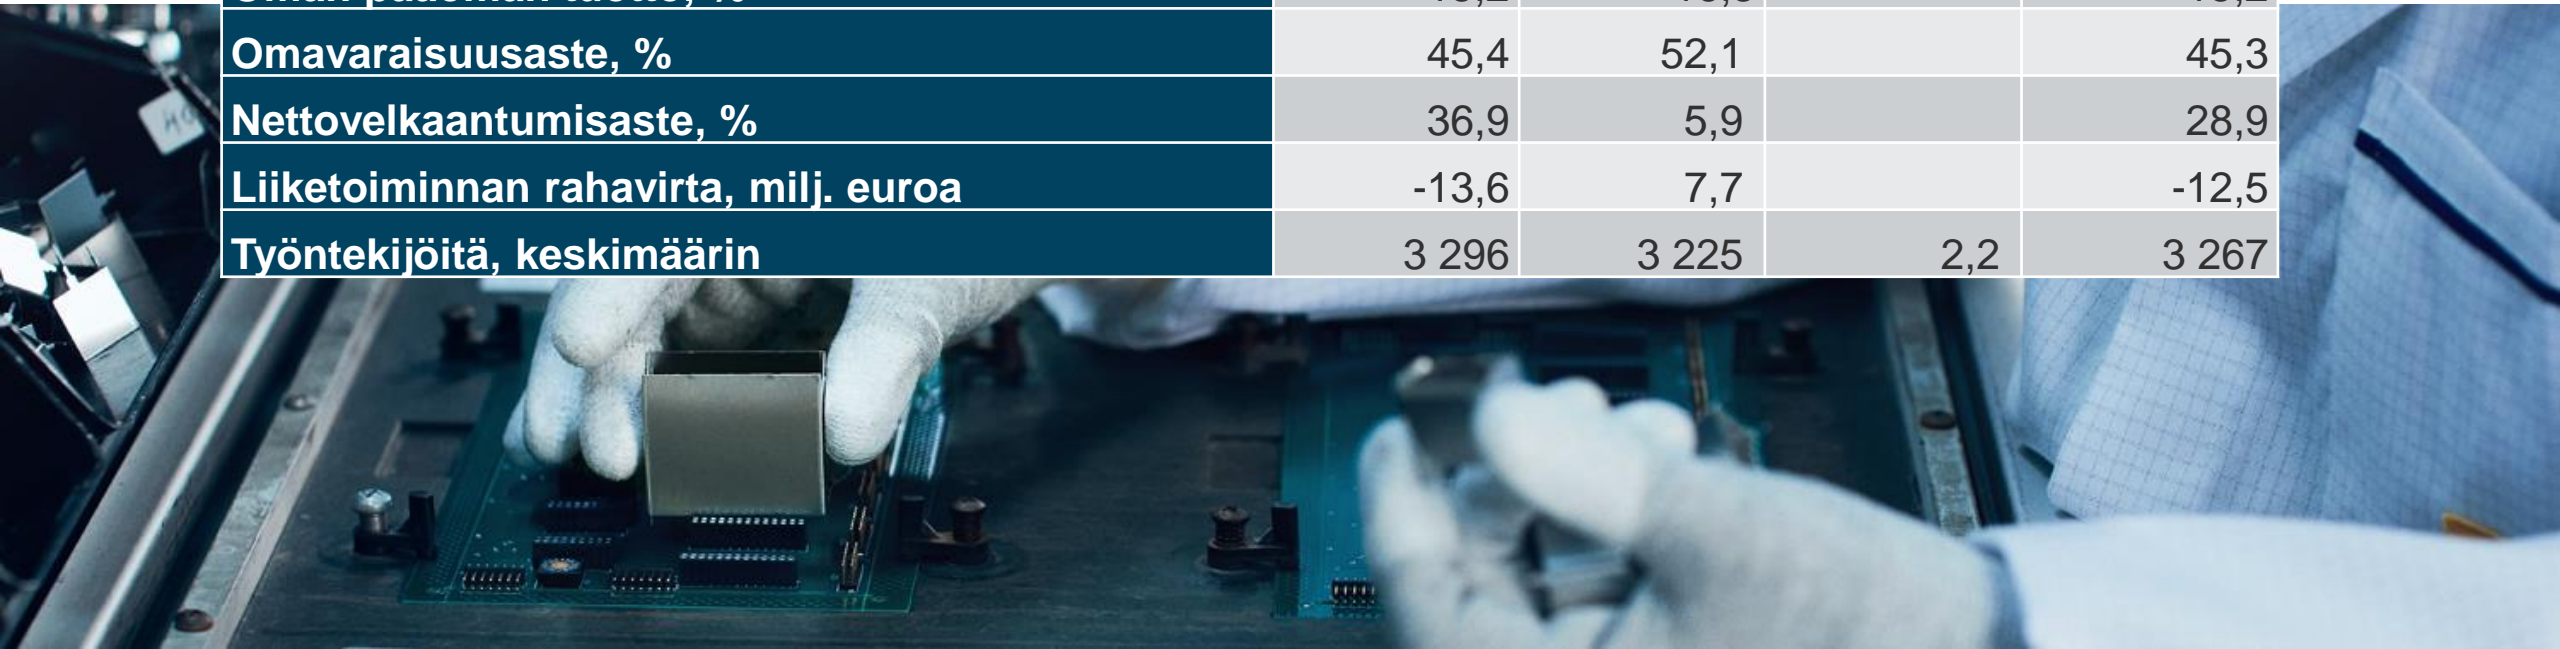 Omavaraisuusaste, % 45,4 52,1 45,3
Nettovelkaantumisaste, % 36,9 5,9 28,9
Liiketoiminnan rahavirta, milj. euroa -13,6 7,7 -12,5
Työntekijöitä, keskimäärin 3 296 3 225 2,2 3 267